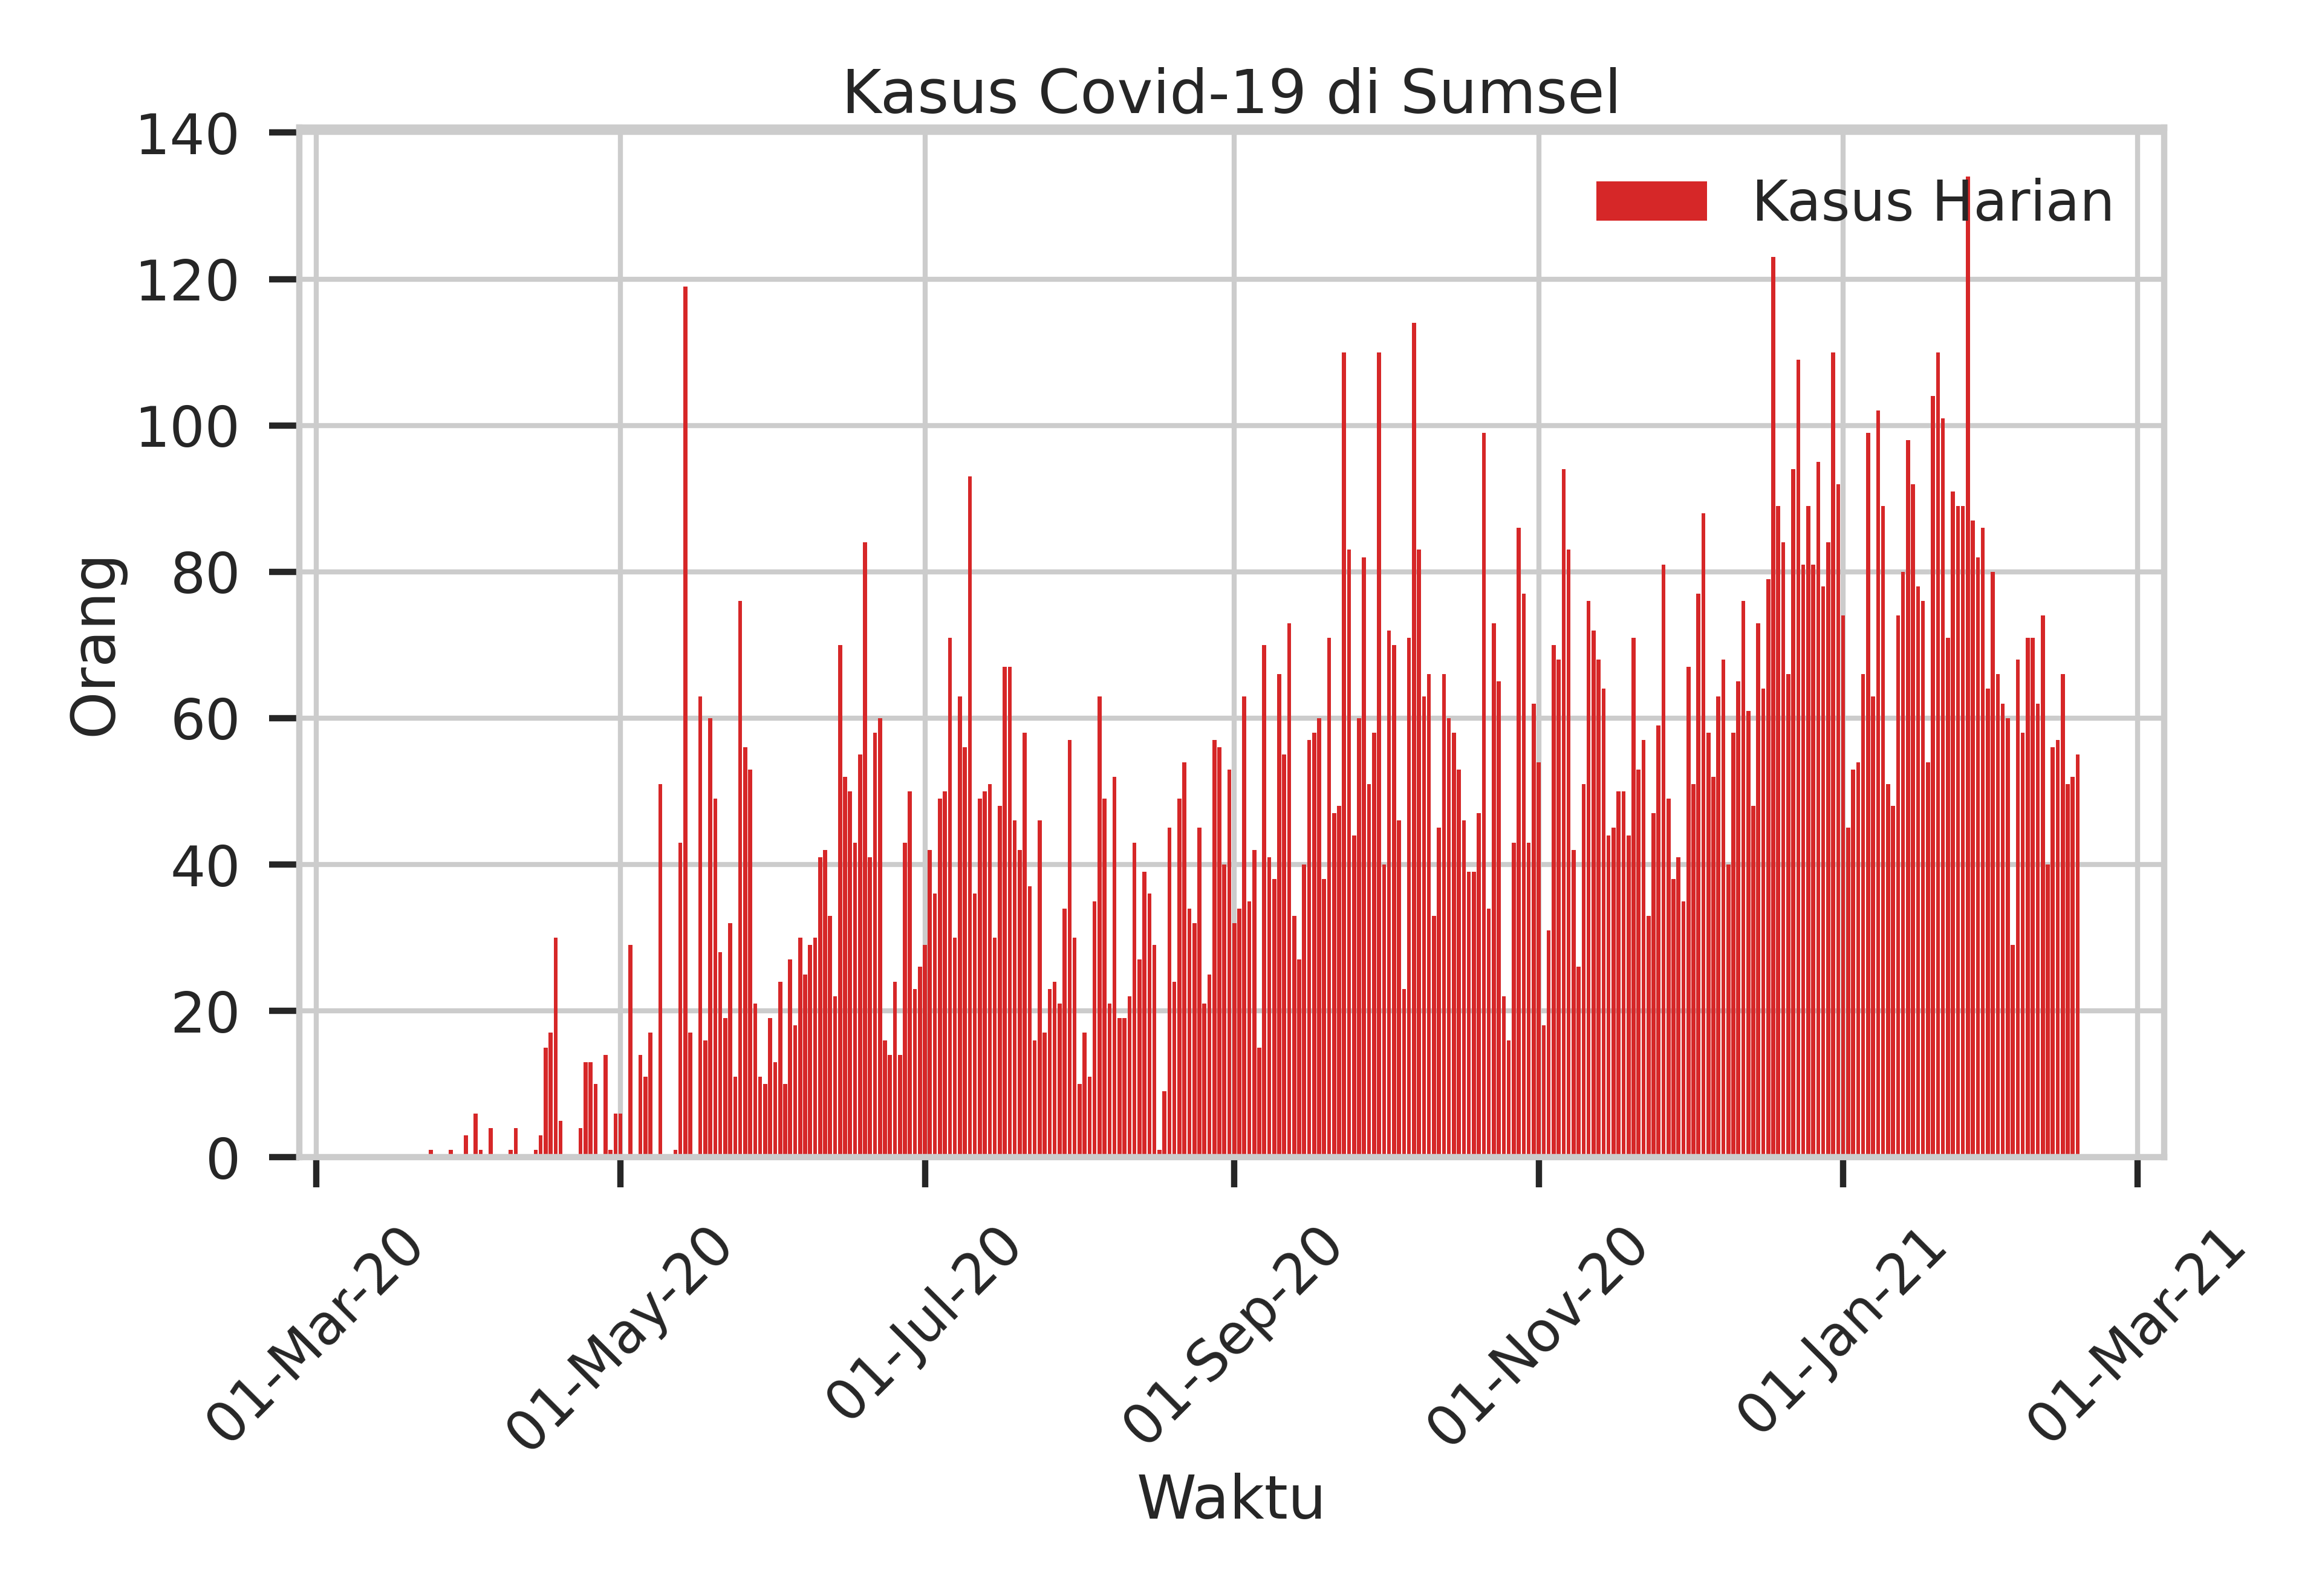 Kasus Covid-19 di Sumsel
Kasus Harian
Orang
140
120
100
80
60
40
20
0
01-Mar-20
01-May-20
01-Jul-20
01-Sep-20
01-Nov-20
01-Jan-21
01-Mar-21
Waktu